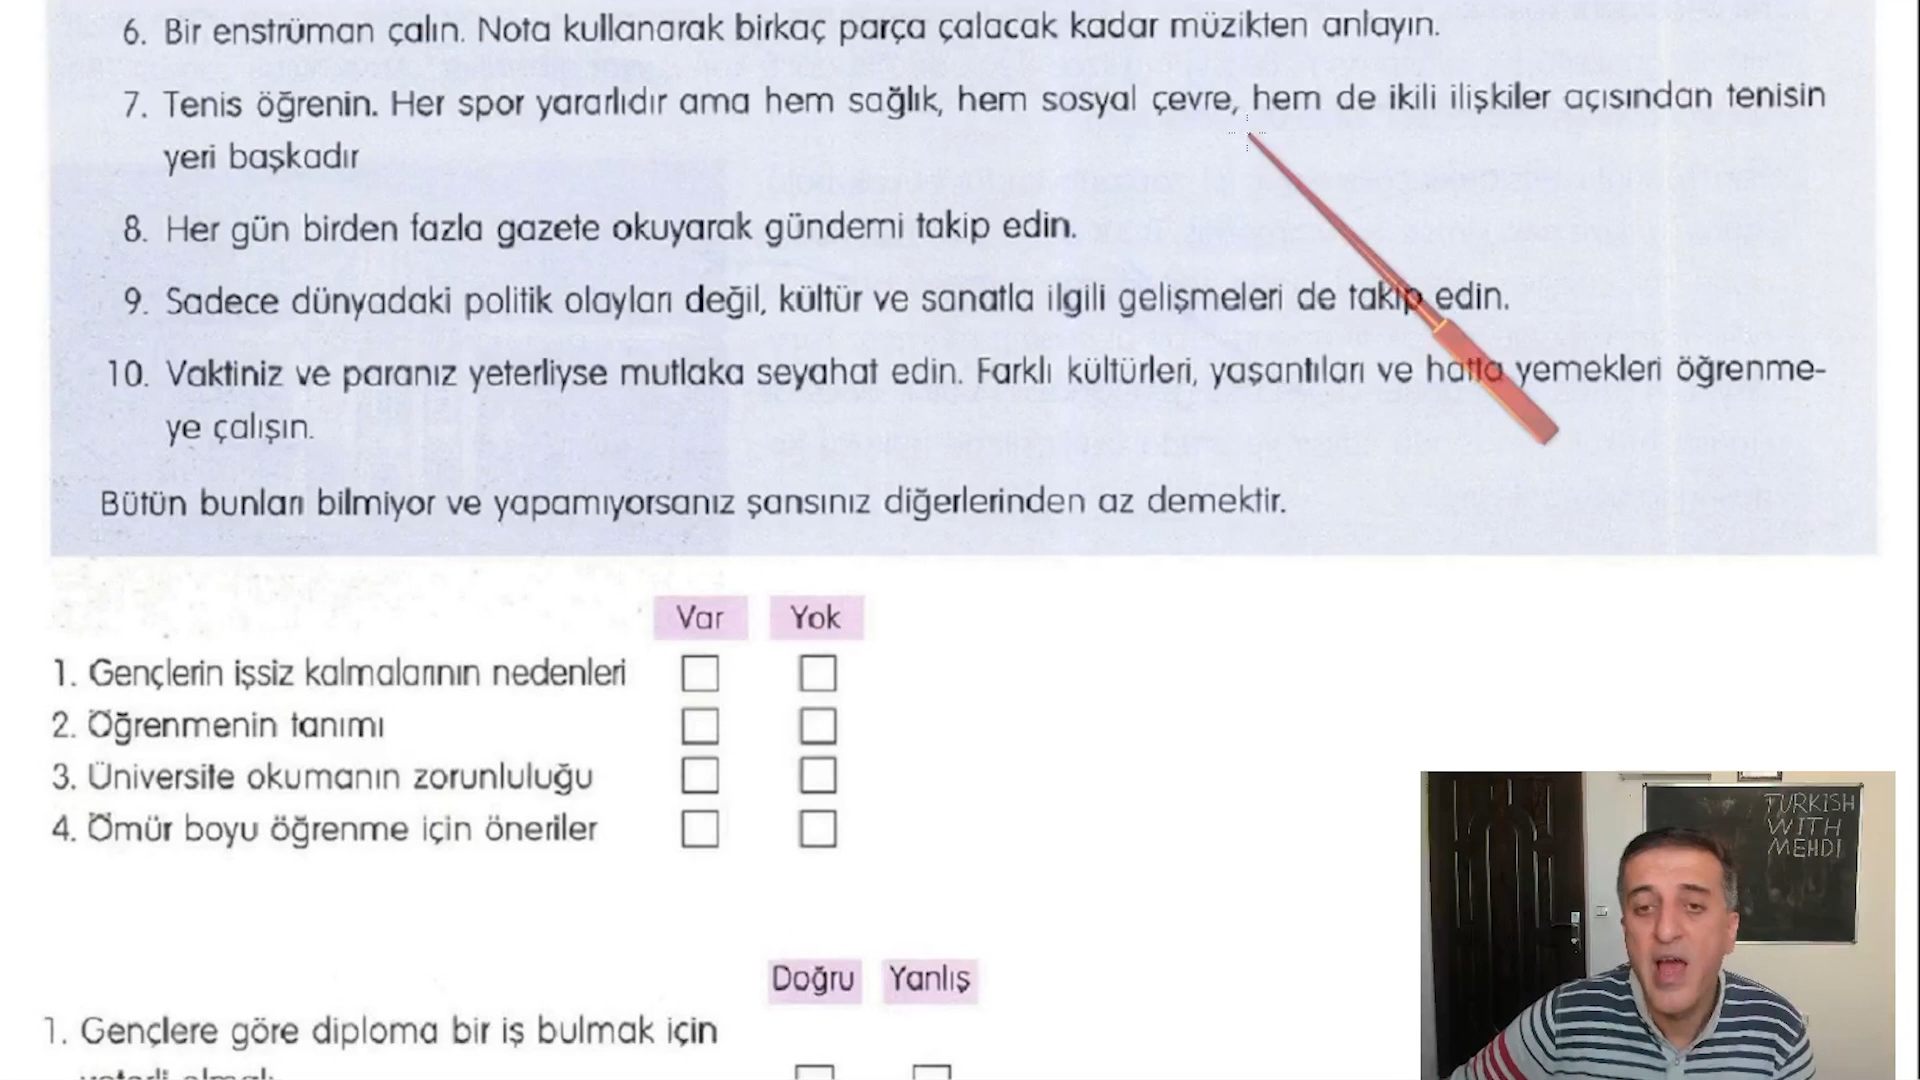 6. Bir enstrüman çalın. Nota kullanarak birkaç parça çalacak kadar müzikten anlayın.
7. Tenis öğrenin. Her spor yararlıdır ama hem sağlık, hem sosyal çevre, hem de ikili ilişkiler açısından tenisin
yeri başkadır
8. Her gün birden fazla gazete okuyarak gündemi takip edin.
9. Sadece dünyadaki politik olayları değil, kültür ve sanatla ilgili gelişmeleri de takip edin.
10. Vaktiniz ve paranız yeterliyse mutlaka seyahat edin. Farklı kültürleri, yaşantıları ve hatta yemekleri öğrenme-
ye çalışın.
Bütün bunları bilmiyor ve yapamıyorsanız şansınız diğerlerinden az demektir.
Var Yok
1. Gençlerin işsiz kalmalarının nedenleri
2. Öğrenmenin tanımı
3. Üniversite okumanın zorunluluğu
4. Ömür boyu öğrenme için öneriler
TURKISH
WITH
MEHDI
Doğru Yanlış
1. Gençlere göre diploma bir iş bulmak için